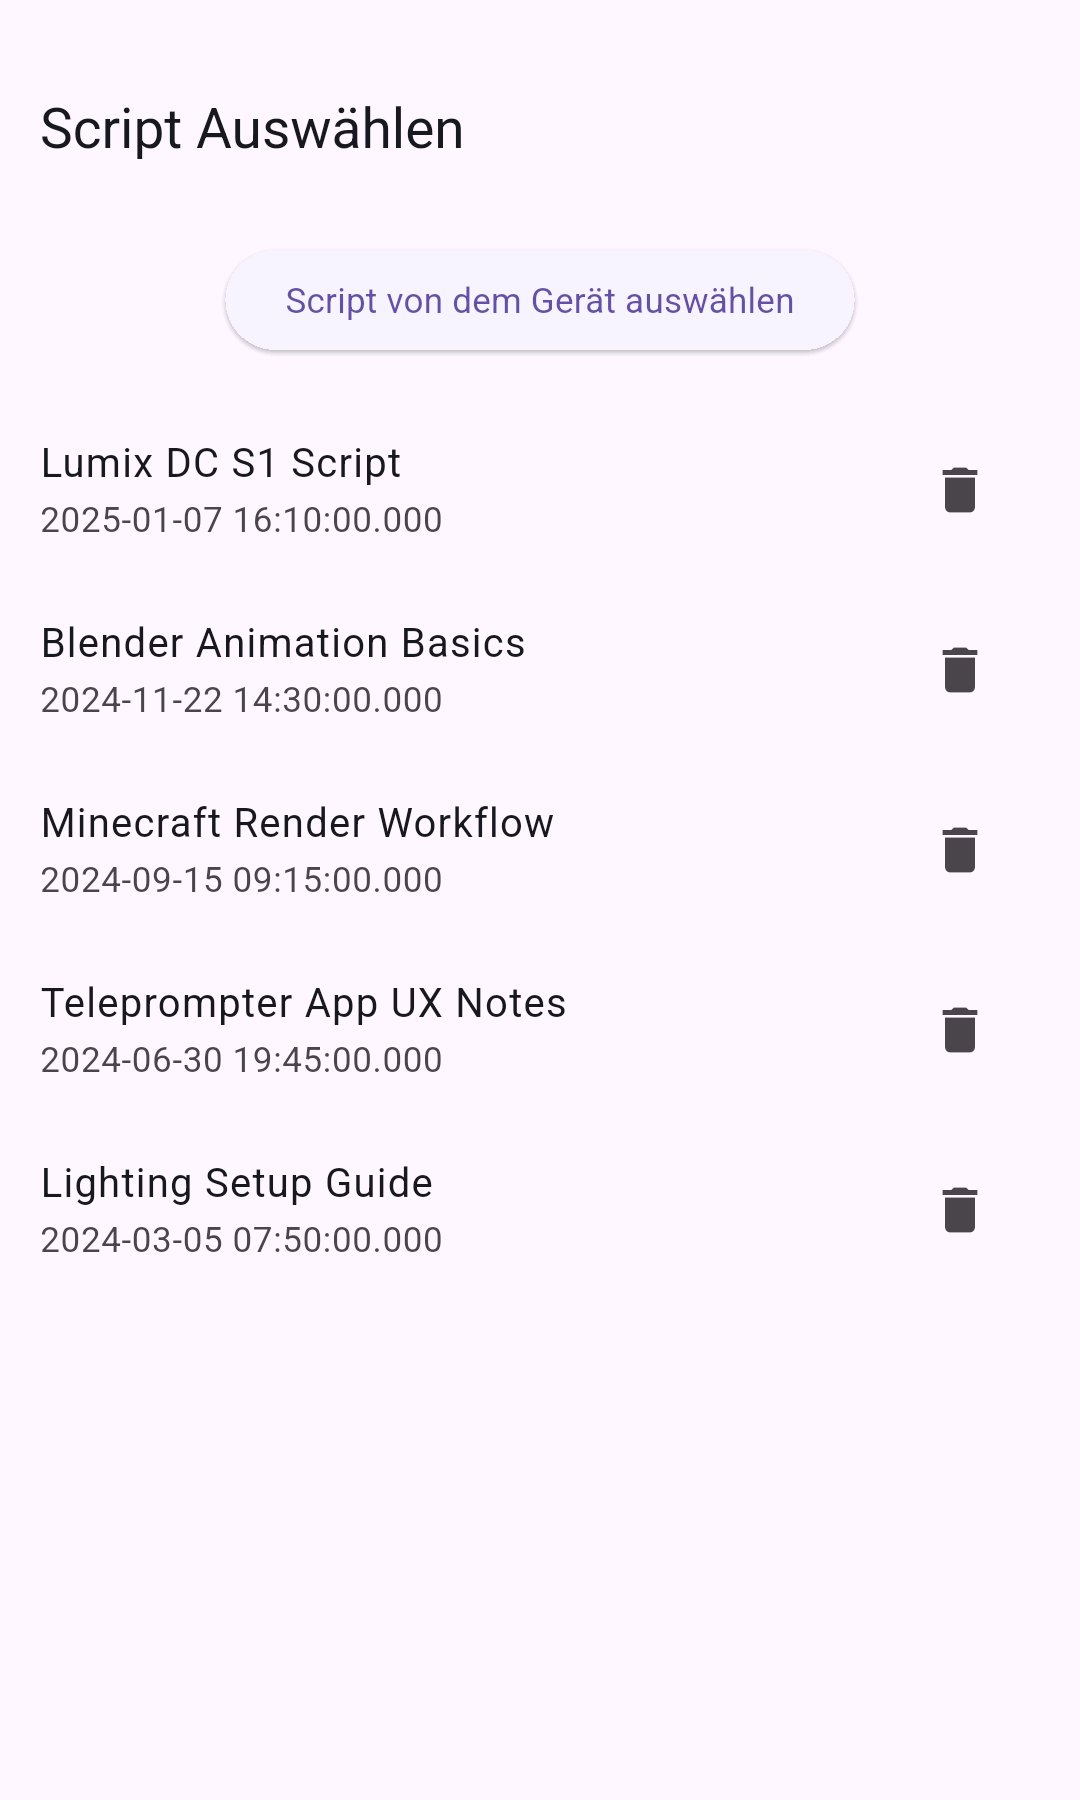 Script Auswählen
Script von dem Gerät auswählen
Lumix DC S1 Script
2025-01-07 16:10:00.000
Blender Animation Basics
2024-11-22 14:30:00.000
Minecraft Render Workflow
2024-09-15 09:15:00.000
Teleprompter App UX Notes
2024-06-30 19:45:00.000
Lighting Setup Guide
2024-03-05 07:50:00.000